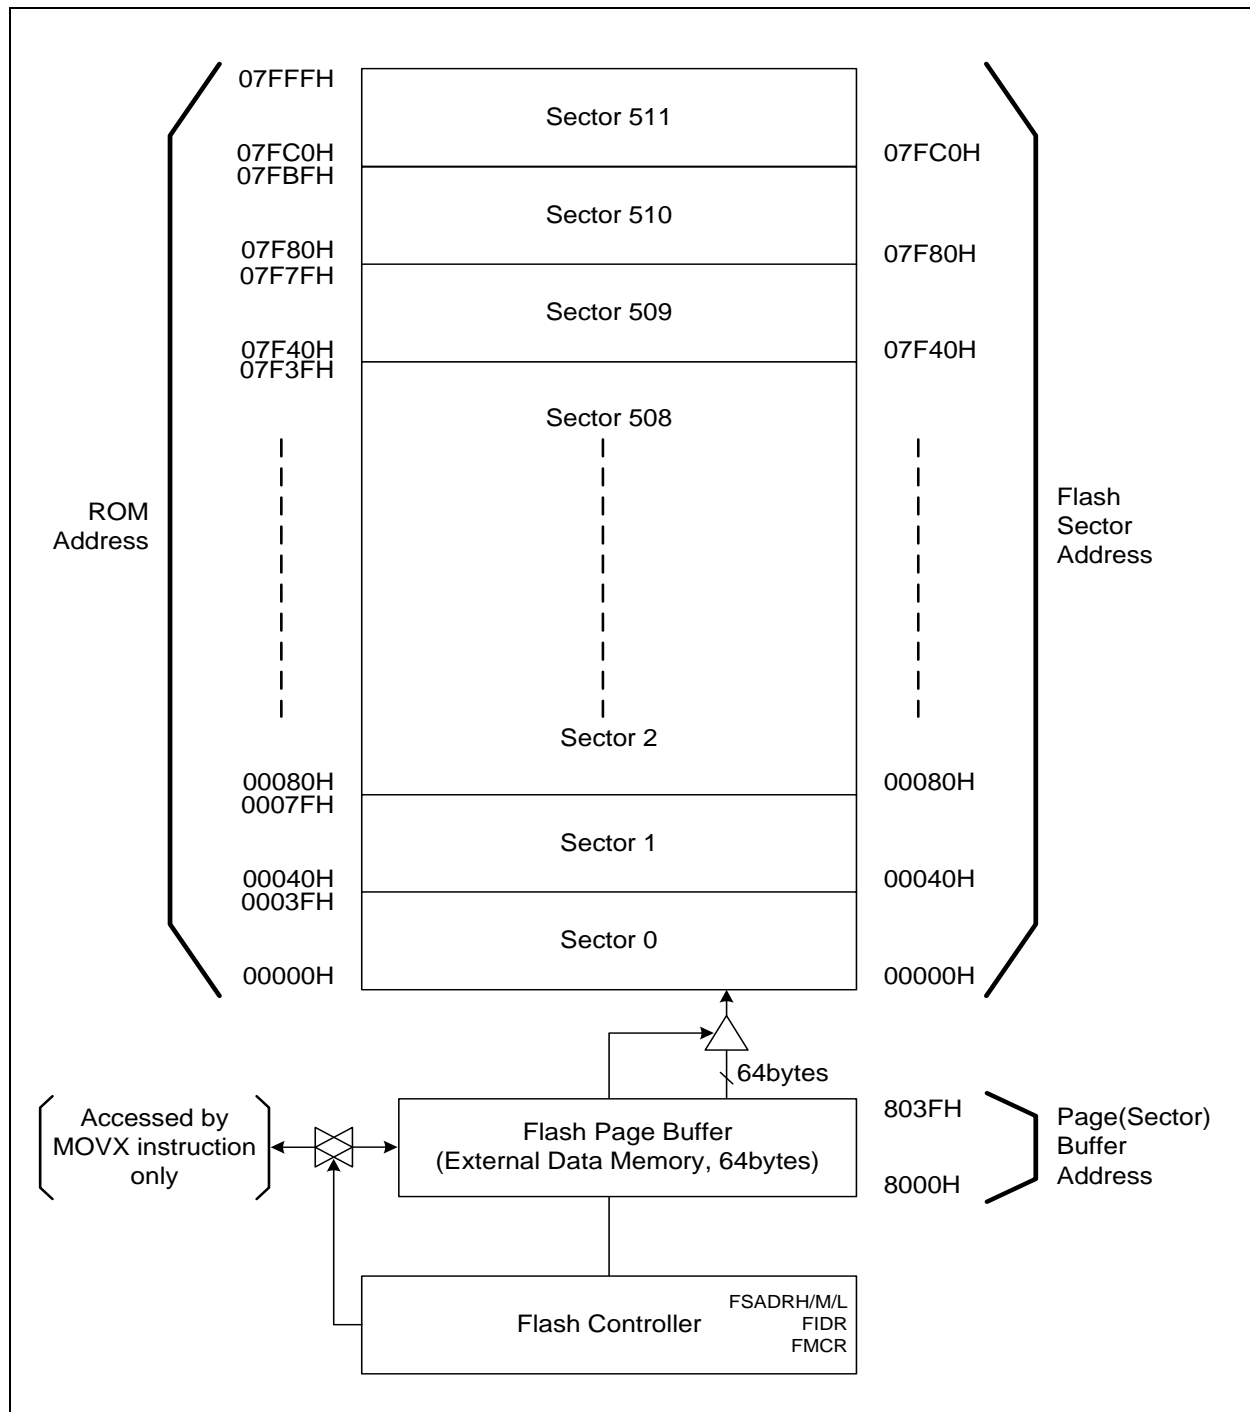 07FFFH
Sector 511
07FC0H
07FC0H
07FBFH
Sector 510
07F80H
07F80H
07F7FH
Sector 509
07F40H
07F40H
07F3FH
Sector 508
ROM
Address
Flash
Sector
Address
Sector 2
00080H
00080H
0007FH
Sector 1
00040H
00040H
0003FH
Sector 0
00000H
00000H
64bytes
Accessed by
MOVX instruction
only
Flash Page Buffer
(External Data Memory, 64bytes)
803FH
8000H
Page(Sector)
Buffer
Address
Flash Controller
FSADRH/M/L
FIDR
FMCR